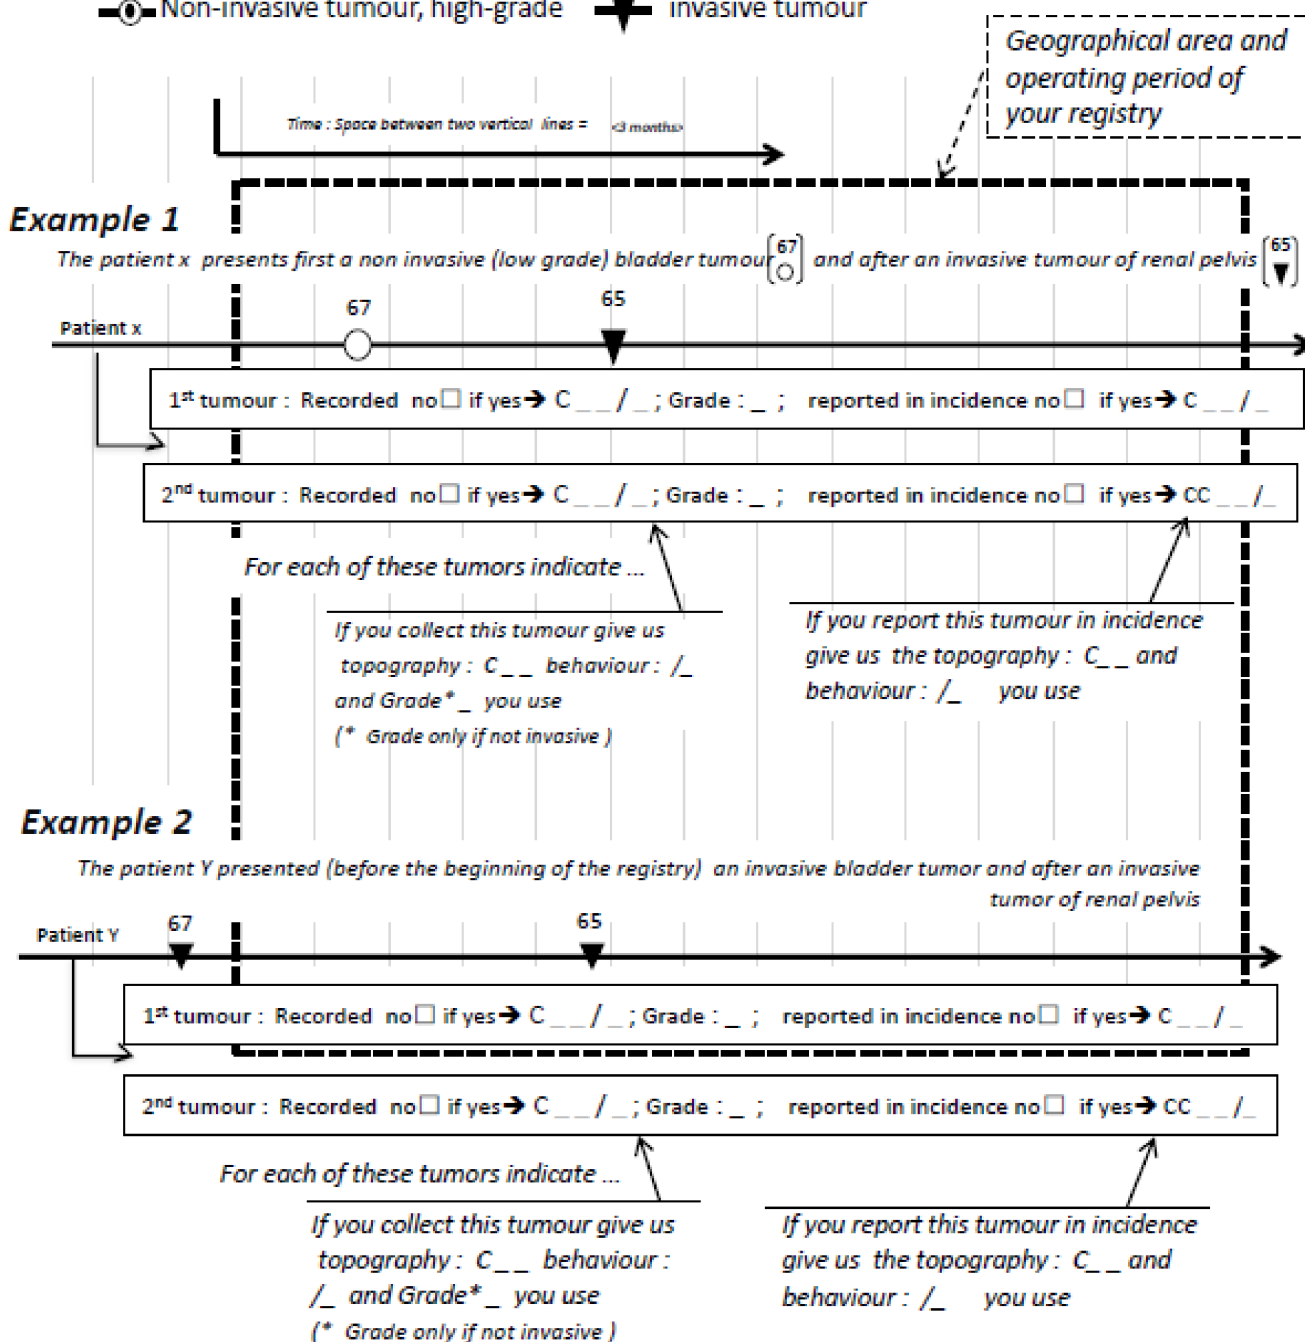 Non-invasive tumour, high-grade invasive tumour
Geographical area and
operating period of
your registry
Time : Space between two vertical lines = <3 months>
Example 1
The patient x presents first a non invasive (low grade) bladder tumour 67 and after an invasive tumour of renal pelvis 65
67
65
Patient x
1st tumour : Recorded no☐ if yes➔ C _ _ / _ ; Grade : _ ; reported in incidence no☐ if yes➔ C _ _ / _
2nd tumour : Recorded no☐ if yes➔ C _ _ / _ ; Grade : _ ; reported in incidence no☐ if yes➔ CC _ _ /_
For each of these tumors indicate ...
If you collect this tumour give us
topography : C _ _ behaviour : /_
and Grade* _ you use
(* Grade only if not invasive )
If you report this tumour in incidence
give us the topography : C_ _ and
behaviour : /_ you use
Example 2
The patient Y presented (before the beginning of the registry) an invasive bladder tumor and after an invasive
tumor of renal pelvis
67
65
Patient Y
1st tumour : Recorded no☐ if yes➔ C _ _ / _ ; Grade : _ ; reported in incidence no☐ if yes➔ C _ _ / _
2nd tumour : Recorded no☐ if yes➔ C _ _ / _ ; Grade : _ ; reported in incidence no☐ if yes➔ CC _ _ /_
For each of these tumors indicate ...
If you collect this tumour give us
topography : C _ _ behaviour :
/_ and Grade* _ you use
(* Grade only if not invasive )
If you report this tumour in incidence
give us the topography : C_ _ and
behaviour : /_ you use